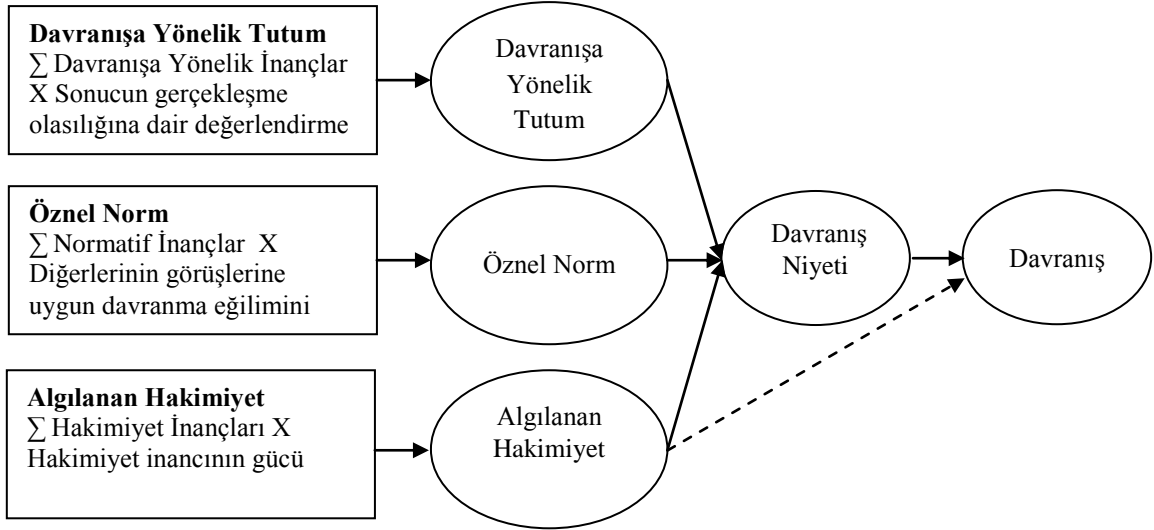 Davranışa Yönelik Tutum
∑ Davranışa Yönelik İnançlar
X Sonucun gerçekleşme
olasılığına dair değerlendirme
Davranışa
Yönelik
Tutum
Öznel Norm
∑ Normatif İnançlar X
Diğerlerinin görüşlerine
uygun davranma eğilimini
Öznel Norm
Davranış
Niyeti
Davranış
Algılanan Hakimiyet
∑ Hakimiyet İnançları X
Hakimiyet inancının gücü
Algılanan
Hakimiyet